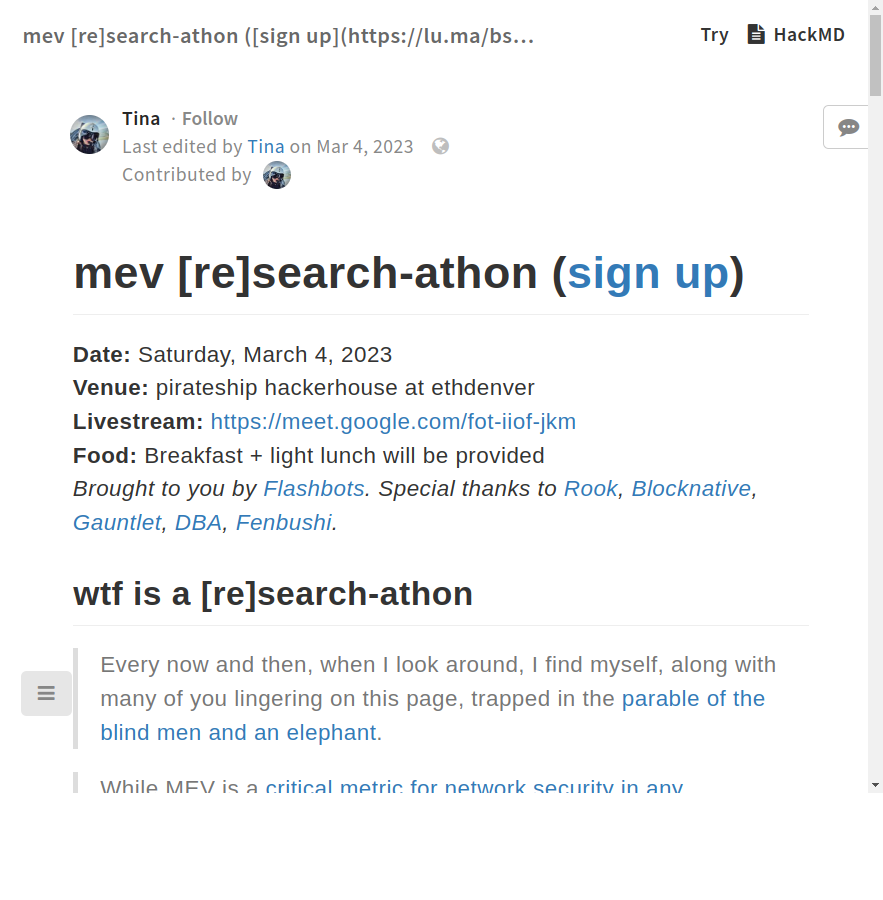 mev [re]search-athon ([sign up](https://lu.ma/bs...
Try HackMD
Tina · Follow
Last edited by Tina on Mar 4, 2023
Contributed by
mev [re]search-athon (sign up)
Date: Saturday, March 4, 2023
Venue: pirateship hackerhouse at ethdenver
Livestream: https://meet.google.com/fot-iiof-jkm
Food: Breakfast + light lunch will be provided
Brought to you by Flashbots. Special thanks to Rook, Blocknative,
Gauntlet, DBA, Fenbushi.
wtf is a [re]search-athon
Every now and then, when I look around, I find myself, along with
many of you lingering on this page, trapped in the parable of the
blind men and an elephant.
While MEV is a critical metric for network security in any